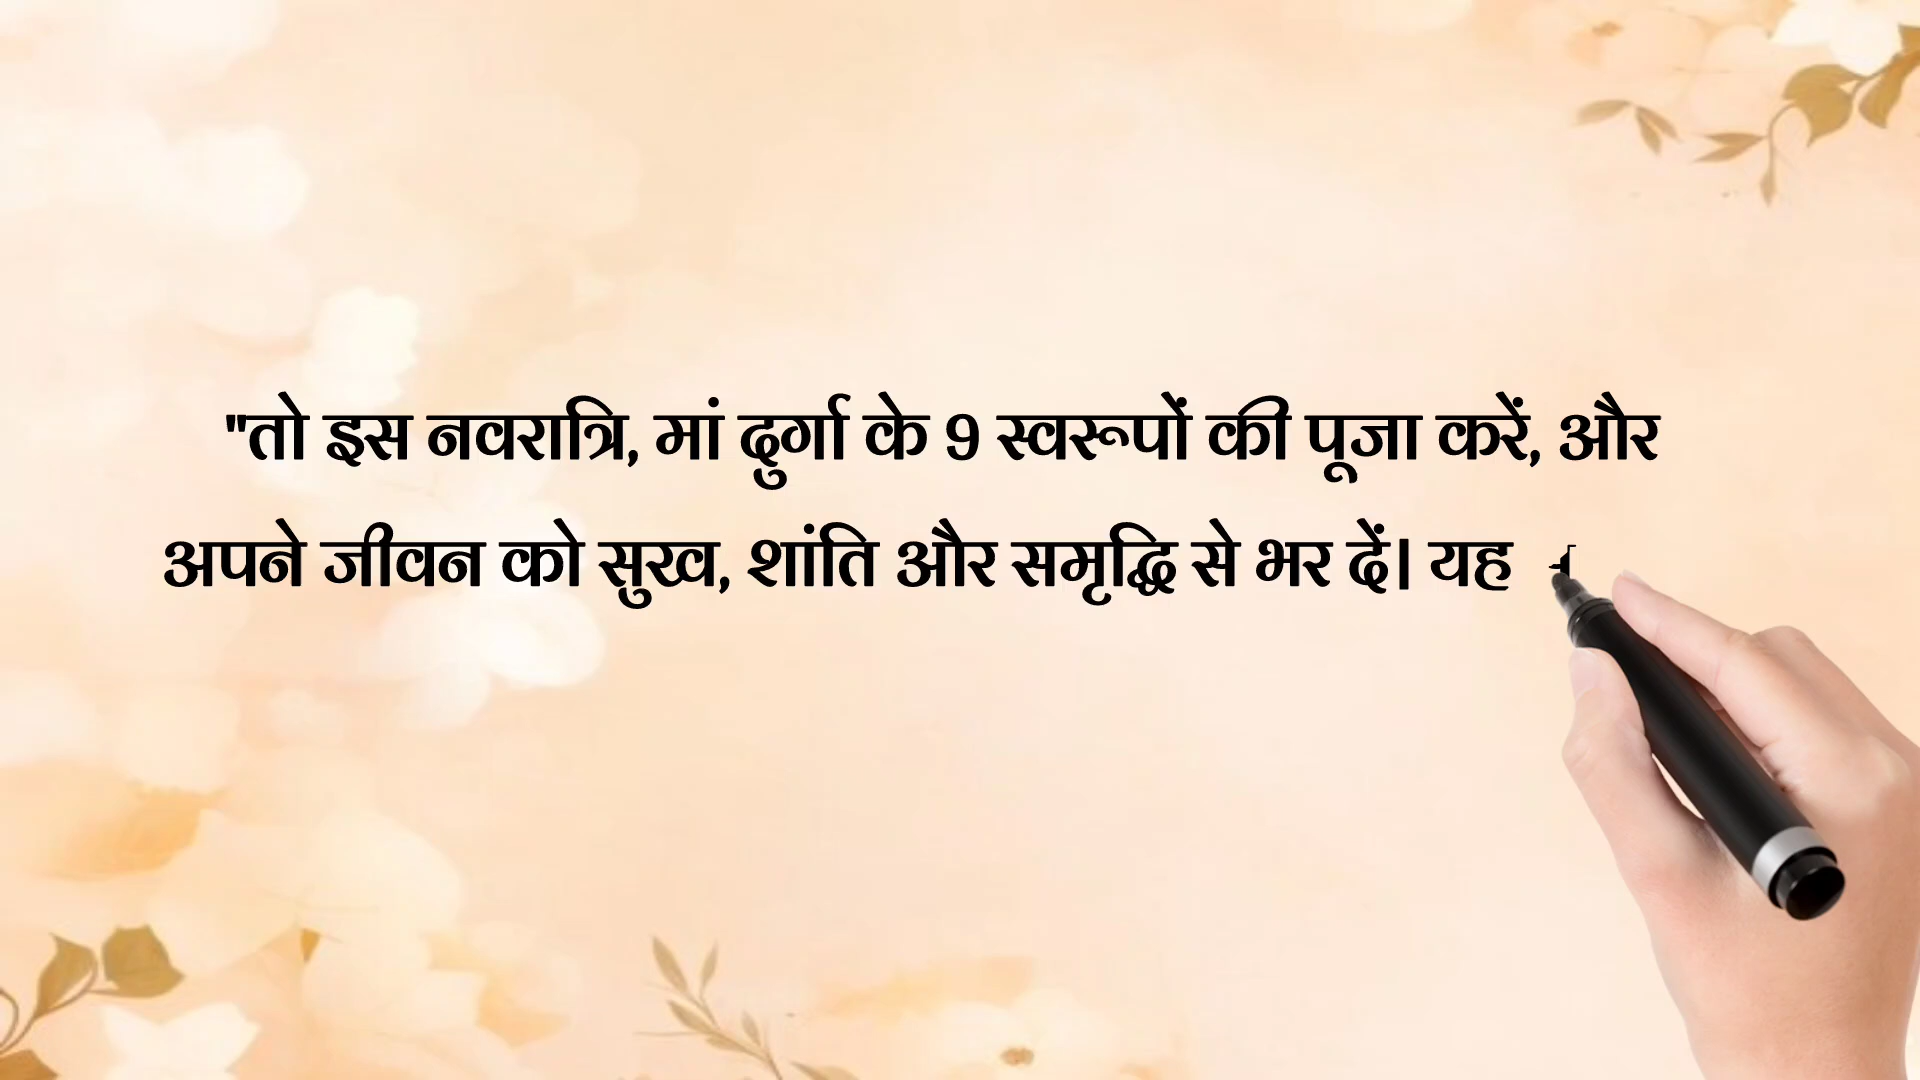 "तो इस नवरात्रि, मां दुर्गा के 9 स्वरूपों की पूजा करें, और
अपने जीवन को सुख, शांति और समृद्धि से भर दें। यह